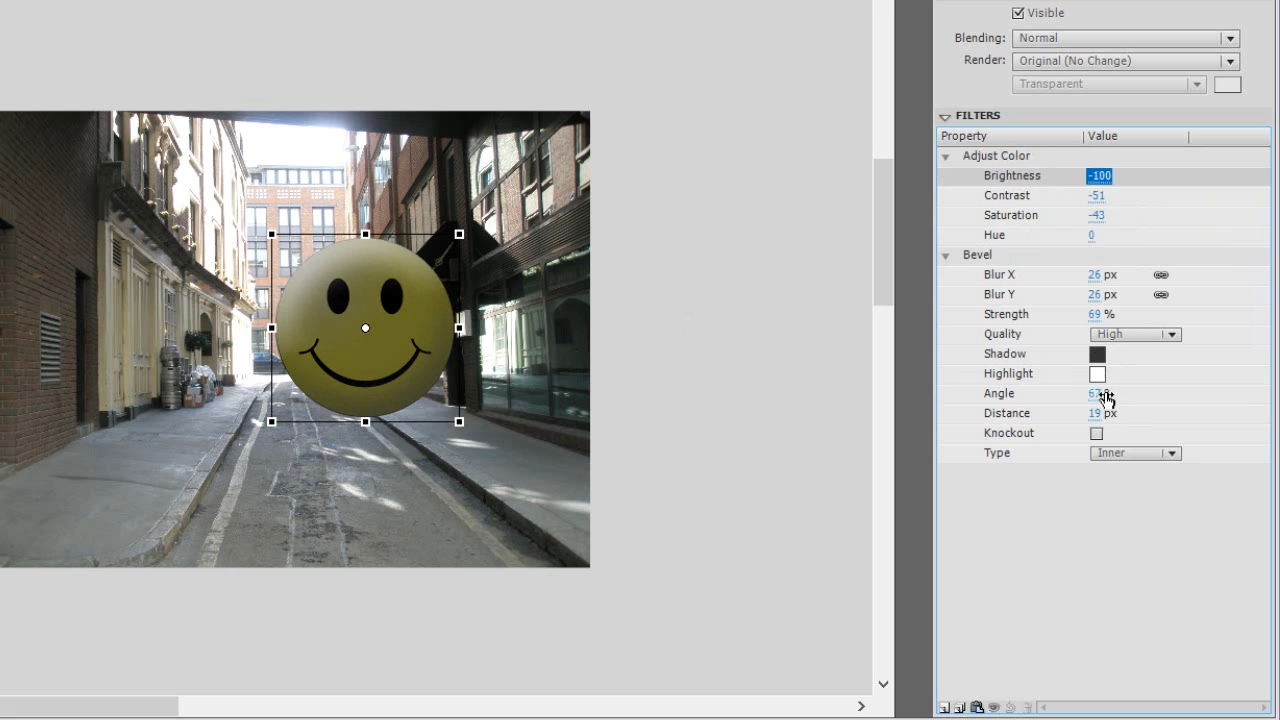 Visible
Blending: Normal
Render: Original (No Change)
Transparent
FILTERS
Property Value
Adjust Color
Brightness -100
Contrast -51
Saturation -43
Hue 0
Bevel
Blur X 26 px
Blur Y 26 px
Strength 69 %
Quality High
Shadow
Highlight
Angle
Distance 19 px
Knockout
Type Inner